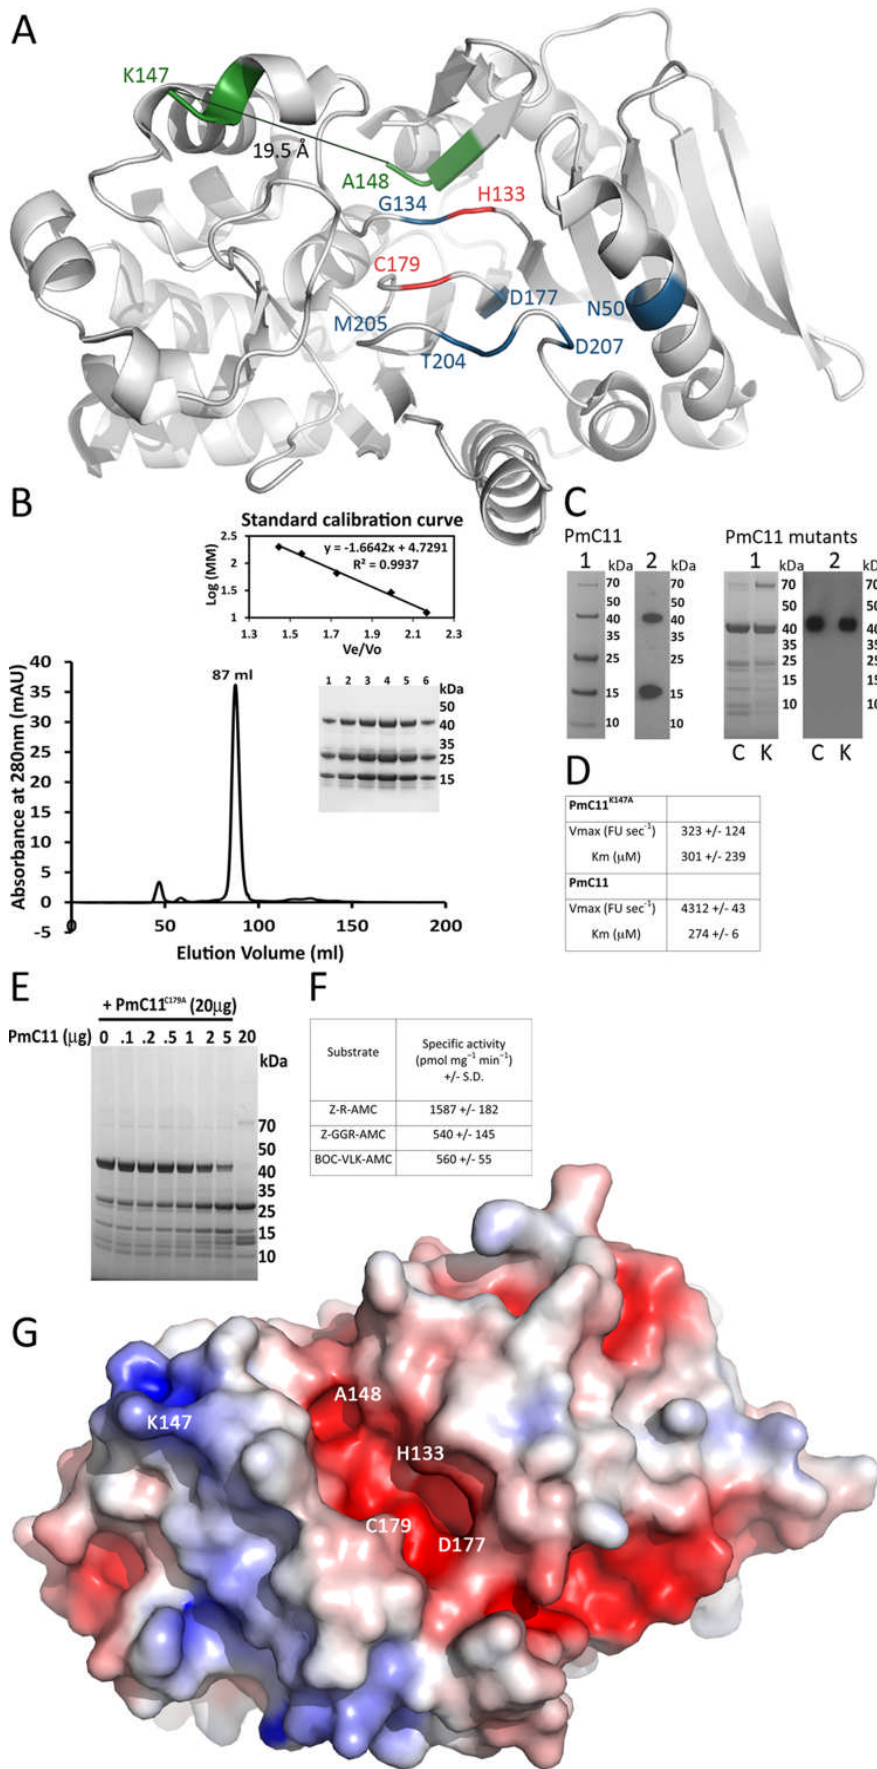 A
K147
19.5 Å
A148
G134
H133
C179
D177
N50
M205
T204
D207
B
Standard calibration curve
y = -1.6642x + 4.7291
R² = 0.9937
Log (MM)
2.5
2
1.5
1
1.3 1.5 1.7 1.9 2.1 2.3
Ve/Vo
Absorbance at 280nm (mAU)
40
35
30
25
20
15
10
5
0
-5
87 ml
1 2 3 4 5 6 kDa
50
40
35
25
15
0 50 100 150 200
Elution Volume (ml)
C
PmC11
1 kDa 2 kDa
70
50
40
35
25
15
10
70
50
40
35
25
15
10
PmC11 mutants
1 kDa 2 kDa
70
50
40
35
25
15
10
70
50
40
35
25
15
10
C K C K
D
PmC11ᴷ¹⁴⁷ᴬ
Vmax (FU sec⁻¹) 323 +/- 124
Km (µM) 301 +/- 239
PmC11
Vmax (FU sec⁻¹) 4312 +/- 43
Km (µM) 274 +/- 6
E
+ PmC11ᶜ¹⁷⁹ᴬ (20µg)
PmC11 (µg) 0 .1 .2 .5 1 2 5 20
kDa
70
50
40
35
25
15
10
F
Substrate Specific activity
(pmol mg⁻¹ min⁻¹)
+/- S.D.
Z-R-AMC 1587 +/- 182
Z-GGR-AMC 540 +/- 145
BOC-VLK-AMC 560 +/- 55
G
K147
A148
H133
C179
D177